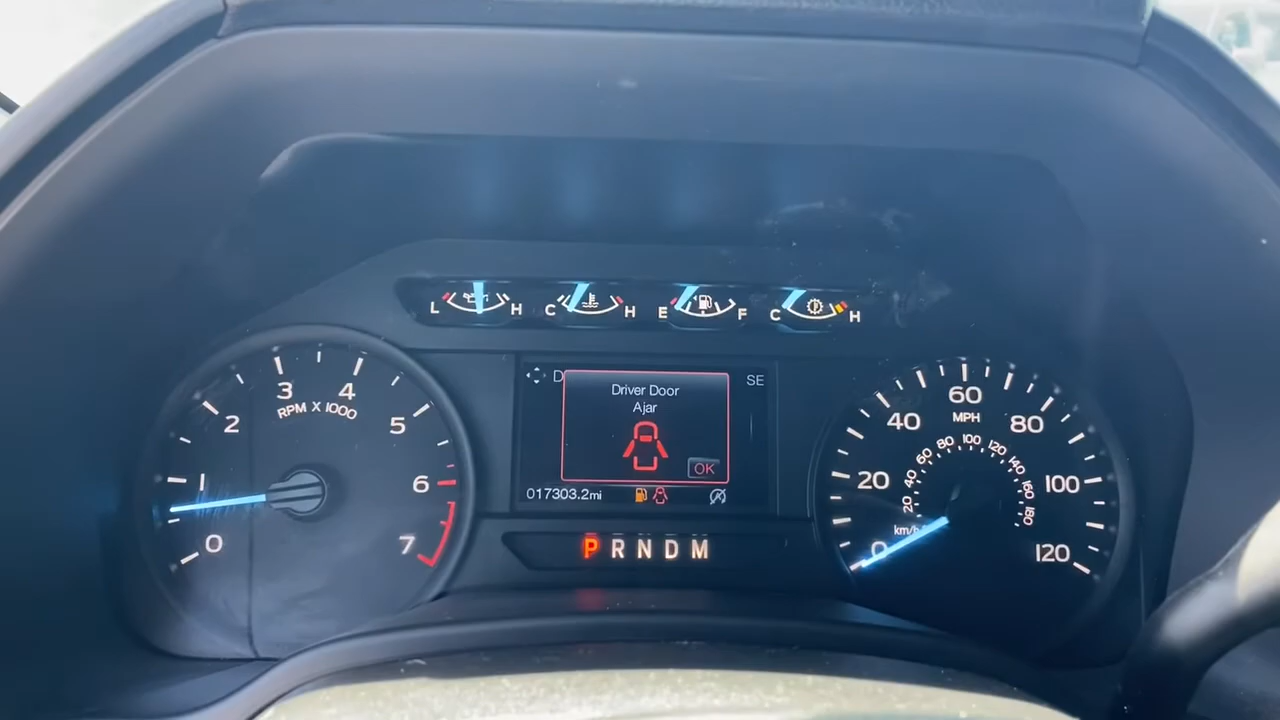 L H C H E F C H
3 4
RPM X 1000
2 5
1 6
0 7
D SE
Driver Door
Ajar
OK
017303.2mi
P R N D M
60
MPH
40 80
20 100
0 120
20 40 60 80 100 120 140 160 180
km/h